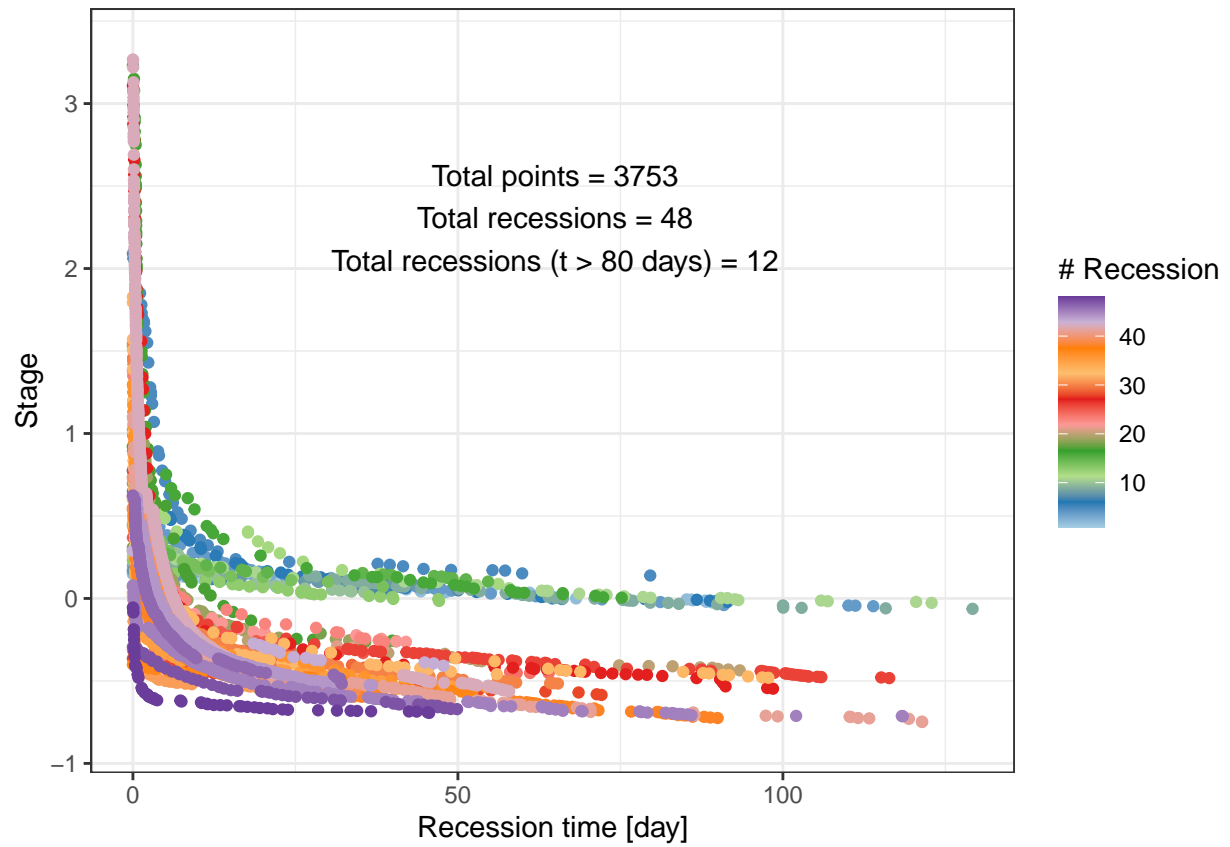 3
2
1
0
−1
Stage
Total points = 3753
Total recessions = 48
Total recessions (t > 80 days) = 12
0
50
100
Recession time [day]
# Recession
40
30
20
10